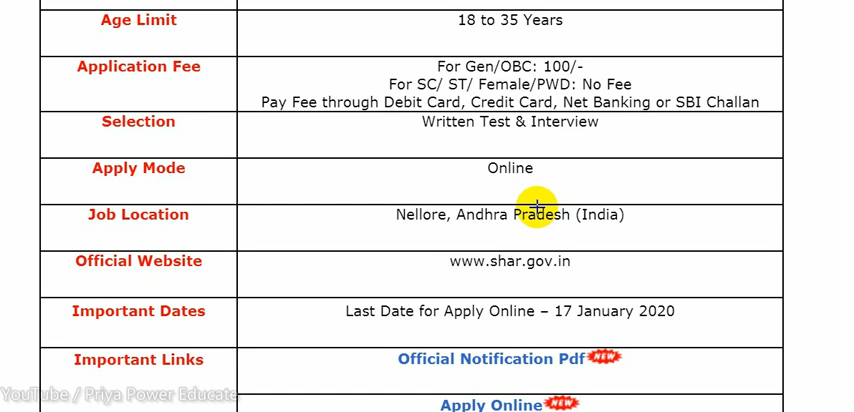 Age Limit
18 to 35 Years
Application Fee
For Gen/OBC: 100/-
For SC/ ST/ Female/PWD: No Fee
Pay Fee through Debit Card, Credit Card, Net Banking or SBI Challan
Selection
Written Test & Interview
Apply Mode
Online
Job Location
Nellore, Andhra Pradesh (India)
Official Website
www.shar.gov.in
Important Dates
Last Date for Apply Online – 17 January 2020
Important Links
Official Notification Pdf NEW
YouTube / Priya Power Educate
Apply Online NEW